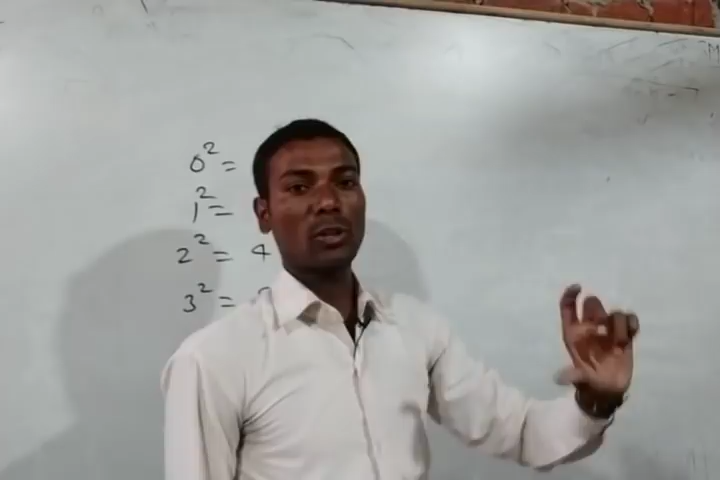 0² =
1² =
2² = 4
3² =